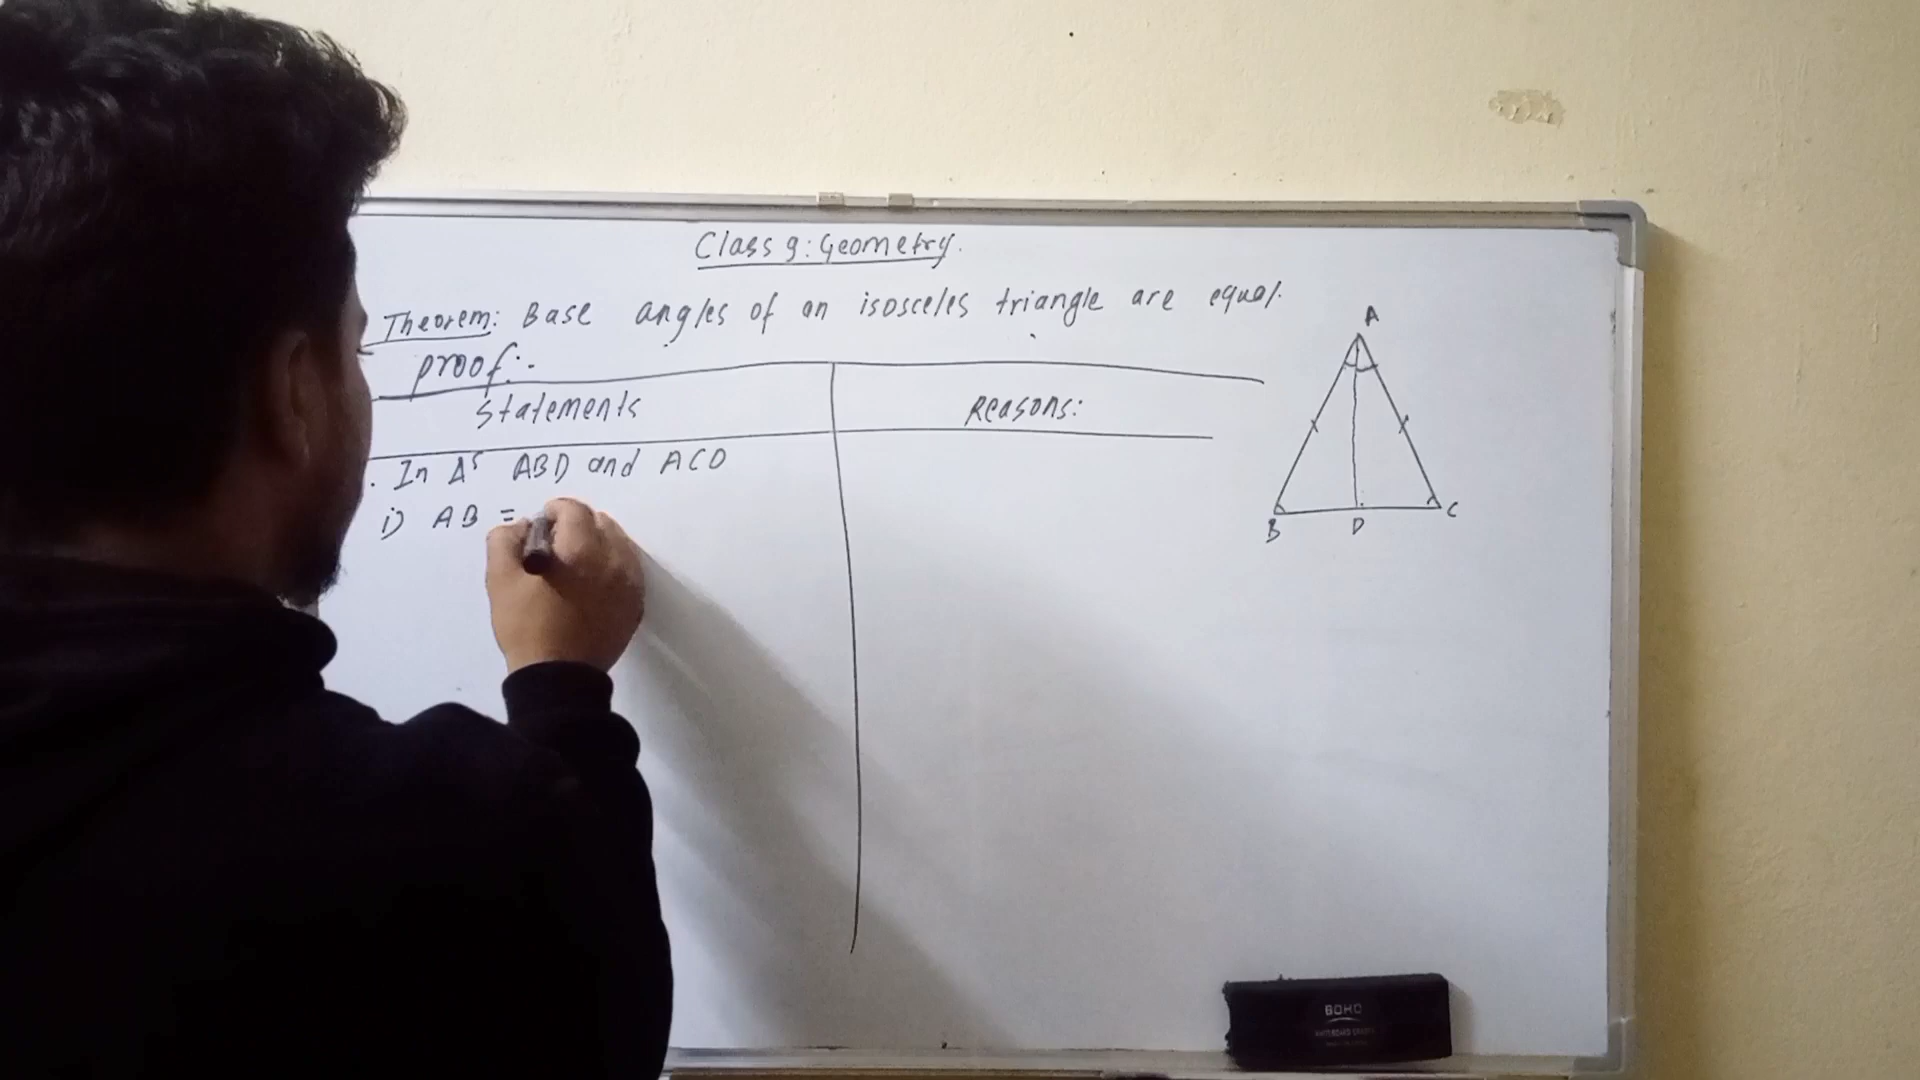 Class 9: Geometry.
Theorem: Base angles of an isosceles triangle are equal.
proof:-
Statements
Reasons:
. In Δs ABD and ACD
i) AB =
A
B
D
C
BOHO